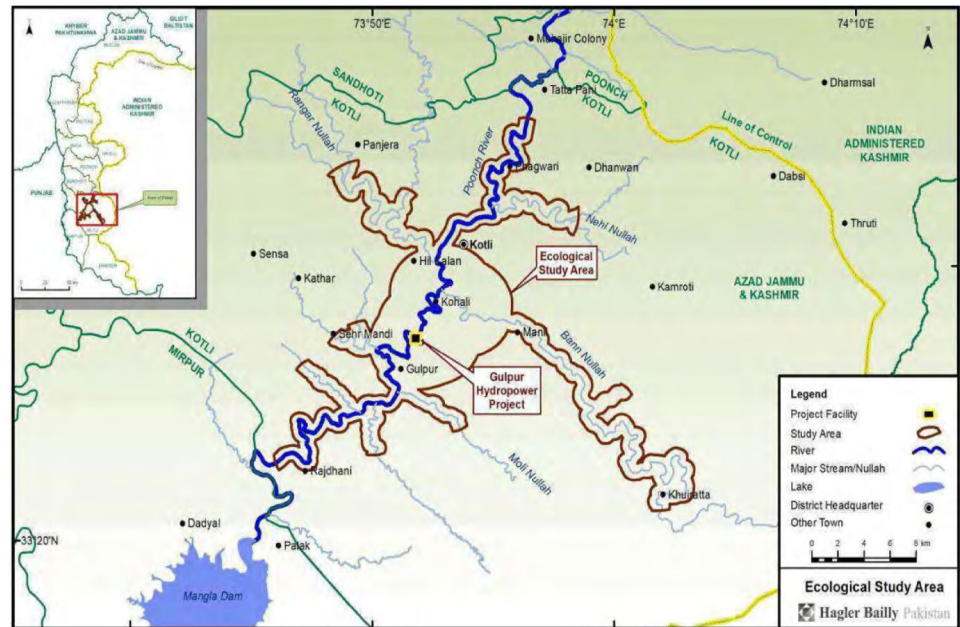 73°50'
74°E
74°10'
KHYBER
PAKHTUNKHWA
AZAD JAMMU
& KASHMIR
GILGIT
BALTISTAN
INDIAN
ADMINISTERED
KASHMIR
PUNJAB
Mahajir Colony
SANDHOTI
KOTLI
POONCH
KOTLI
Tatta Pani
Dharmsal
Line of Control
KOTLI
INDIAN
ADMINISTERED
KASHMIR
Rangar Nullah
Panjera
Poonch River
Phagwari
Dhanwan
Dabsi
Nehl Nullah
Thruti
Kotli
Sensa
Hil Kalan
Ecological
Study Area
Kathar
Kamroti
AZAD JAMMU
& KASHMIR
Kohali
Sehr Mandi
Mani
Bann Nullah
KOTLI
MIRPUR
Gulpur
Gulpur
Hydropower
Project
Rajdhani
Moli Nullah
Khuiratta
Dadyal
33°20'N
Palak
Mangla Dam
Legend
Project Facility
Study Area
River
Major Stream/Nullah
Lake
District Headquarter
Other Town
0 2 4 6 8 km
Ecological Study Area
Hagler Bailly Pakistan